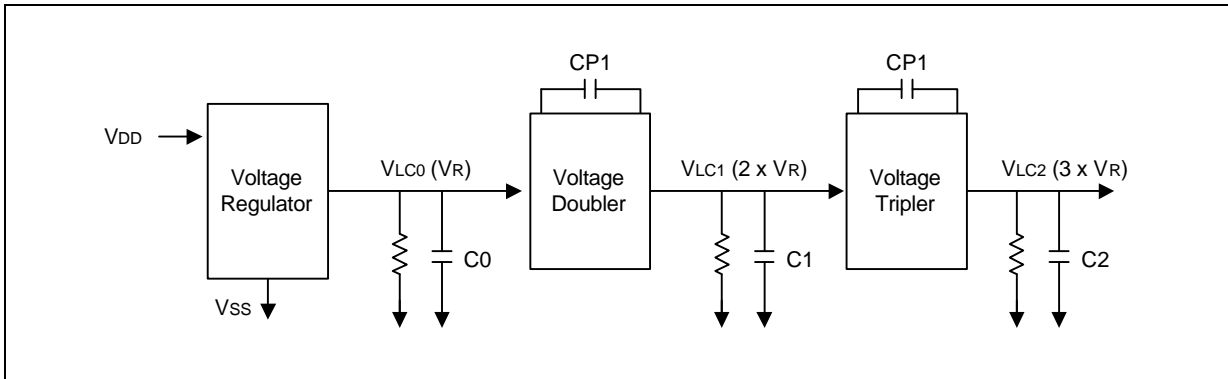 CP1
CP1
VDD
Voltage
Regulator
VLC0 (VR)
Voltage
Doubler
VLC1 (2 x VR)
Voltage
Tripler
VLC2 (3 x VR)
C0
C1
C2
VSS